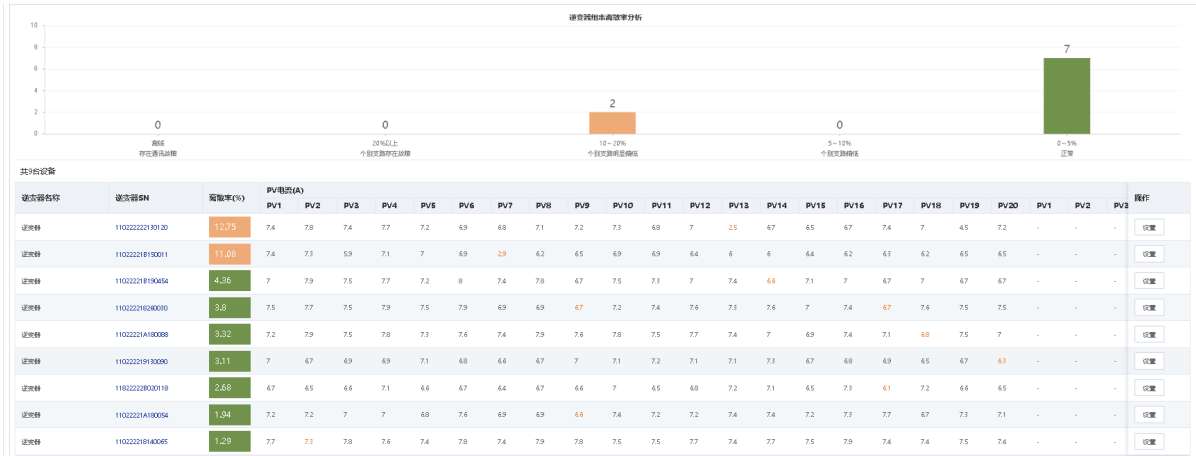 逆变器组串离散率分析
10
8
6
4
2
0
0 0 2 0 7
离线 20%以上 10~20% 5~10% 0~5%
存在通讯故障 个别支路存在故障 个别支路明显偏低 个别支路偏低 正常
共9台设备
逆变器名称 逆变器SN 离散率(%) PV电流(A) 操作
PV1 PV2 PV3 PV4 PV5 PV6 PV7 PV8 PV9 PV10 PV11 PV12 PV13 PV14 PV15 PV16 PV17 PV18 PV19 PV20 PV1 PV2 PV3
逆变器 110222222130120 12.75 7.4 7.8 7.4 7.7 7.2 6.9 6.8 7.1 7.2 7.3 6.8 7 2.5 6.7 6.5 6.7 7.4 7 4.5 7.2 - - - 设置
逆变器 110222218150011 11.08 7.4 7.3 5.9 7.1 7 6.9 2.9 6.2 6.5 6.9 6.9 6.4 6 6 6.4 6.2 6.3 6.2 6.5 6.5 - - - 设置
逆变器 110222218190454 4.36 7 7.9 7.5 7.7 7.2 8 7.4 7.8 6.7 7.5 7.3 7 7.4 6.6 7.1 7 6.7 7 6.7 6.7 - - - 设置
逆变器 110222218260030 3.8 7.5 7.7 7.5 7.9 7.5 7.9 6.9 6.9 6.7 7.2 7.4 7.6 7.3 7.6 7 7.4 6.7 7.6 7.5 7.5 - - - 设置
逆变器 11022221A180088 3.32 7.2 7.9 7.5 7.8 7.3 7.6 7.4 7.9 7.6 7.8 7.5 7.7 7.4 7 6.9 7.4 7.1 6.8 7.5 7 - - - 设置
逆变器 110222219130090 3.11 7 6.7 6.9 6.9 7.1 6.8 6.6 6.7 7 7.1 7.2 7.1 7.1 7.3 6.7 6.8 6.9 6.5 6.7 6.3 - - - 设置
逆变器 11822222B020118 2.68 6.7 6.5 6.6 7.1 6.6 6.7 6.4 6.7 6.6 7 6.5 6.8 7.2 7.1 6.5 7.3 6.1 7.2 6.6 6.5 - - - 设置
逆变器 11022221A180054 1.94 7.2 7.2 7 7 6.8 7.6 6.9 6.9 6.6 7.4 7.2 7.2 7.4 7.4 7.2 7.3 7.7 6.7 7.3 7.1 - - - 设置
逆变器 110222218140065 1.29 7.7 7.3 7.8 7.6 7.4 7.8 7.4 7.9 7.8 7.5 7.5 7.7 7.4 7.7 7.5 7.9 7.4 7.4 7.5 7.4 - - - 设置